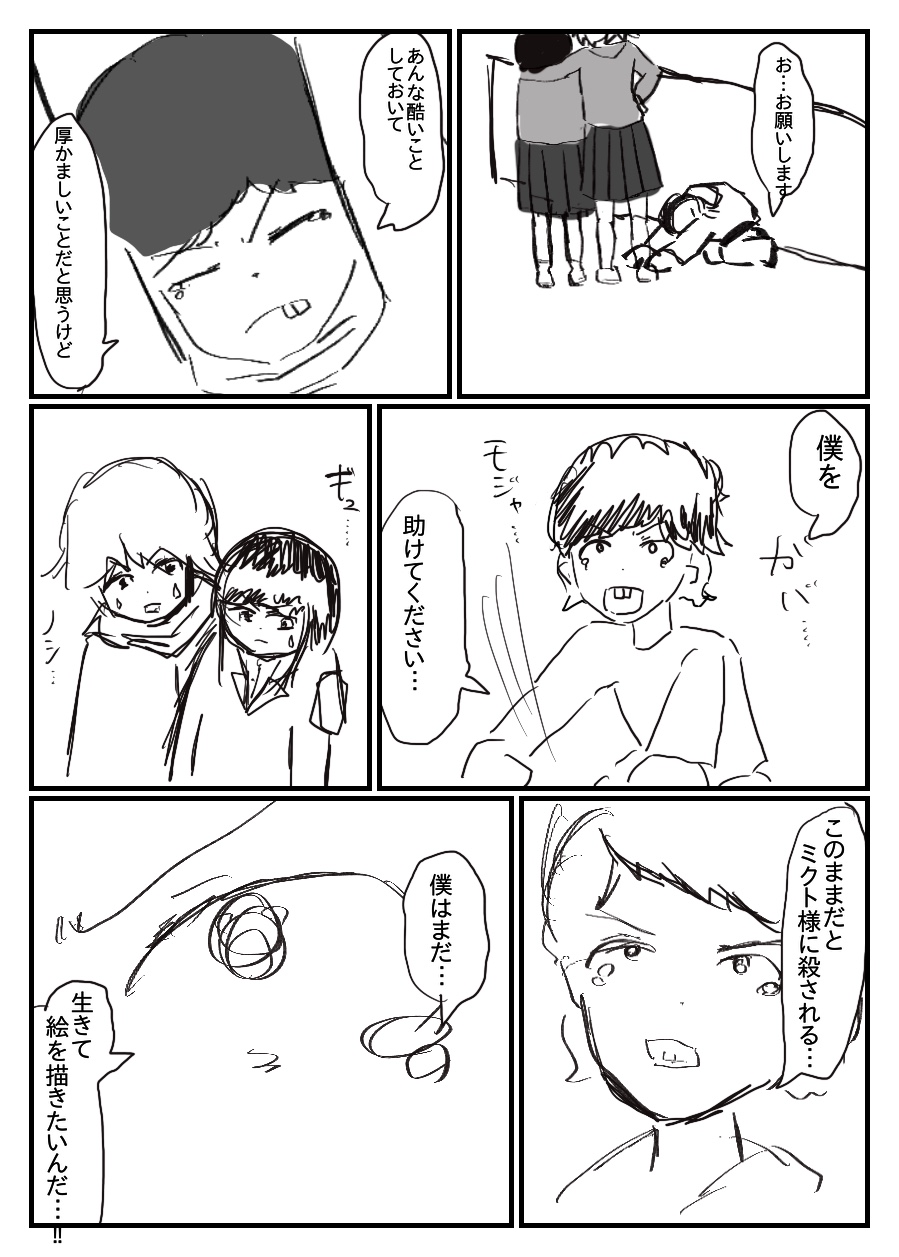 お…お願いします
あんな酷いこと
しておいて
厚かましいことだと思うけど
僕を
ガバ…
モジャ…
助けてください…
ギュ…
ノシ…
このままだと
ミクト様に殺される…
僕はまだ…
生きて
絵を描きたいんだ…!!